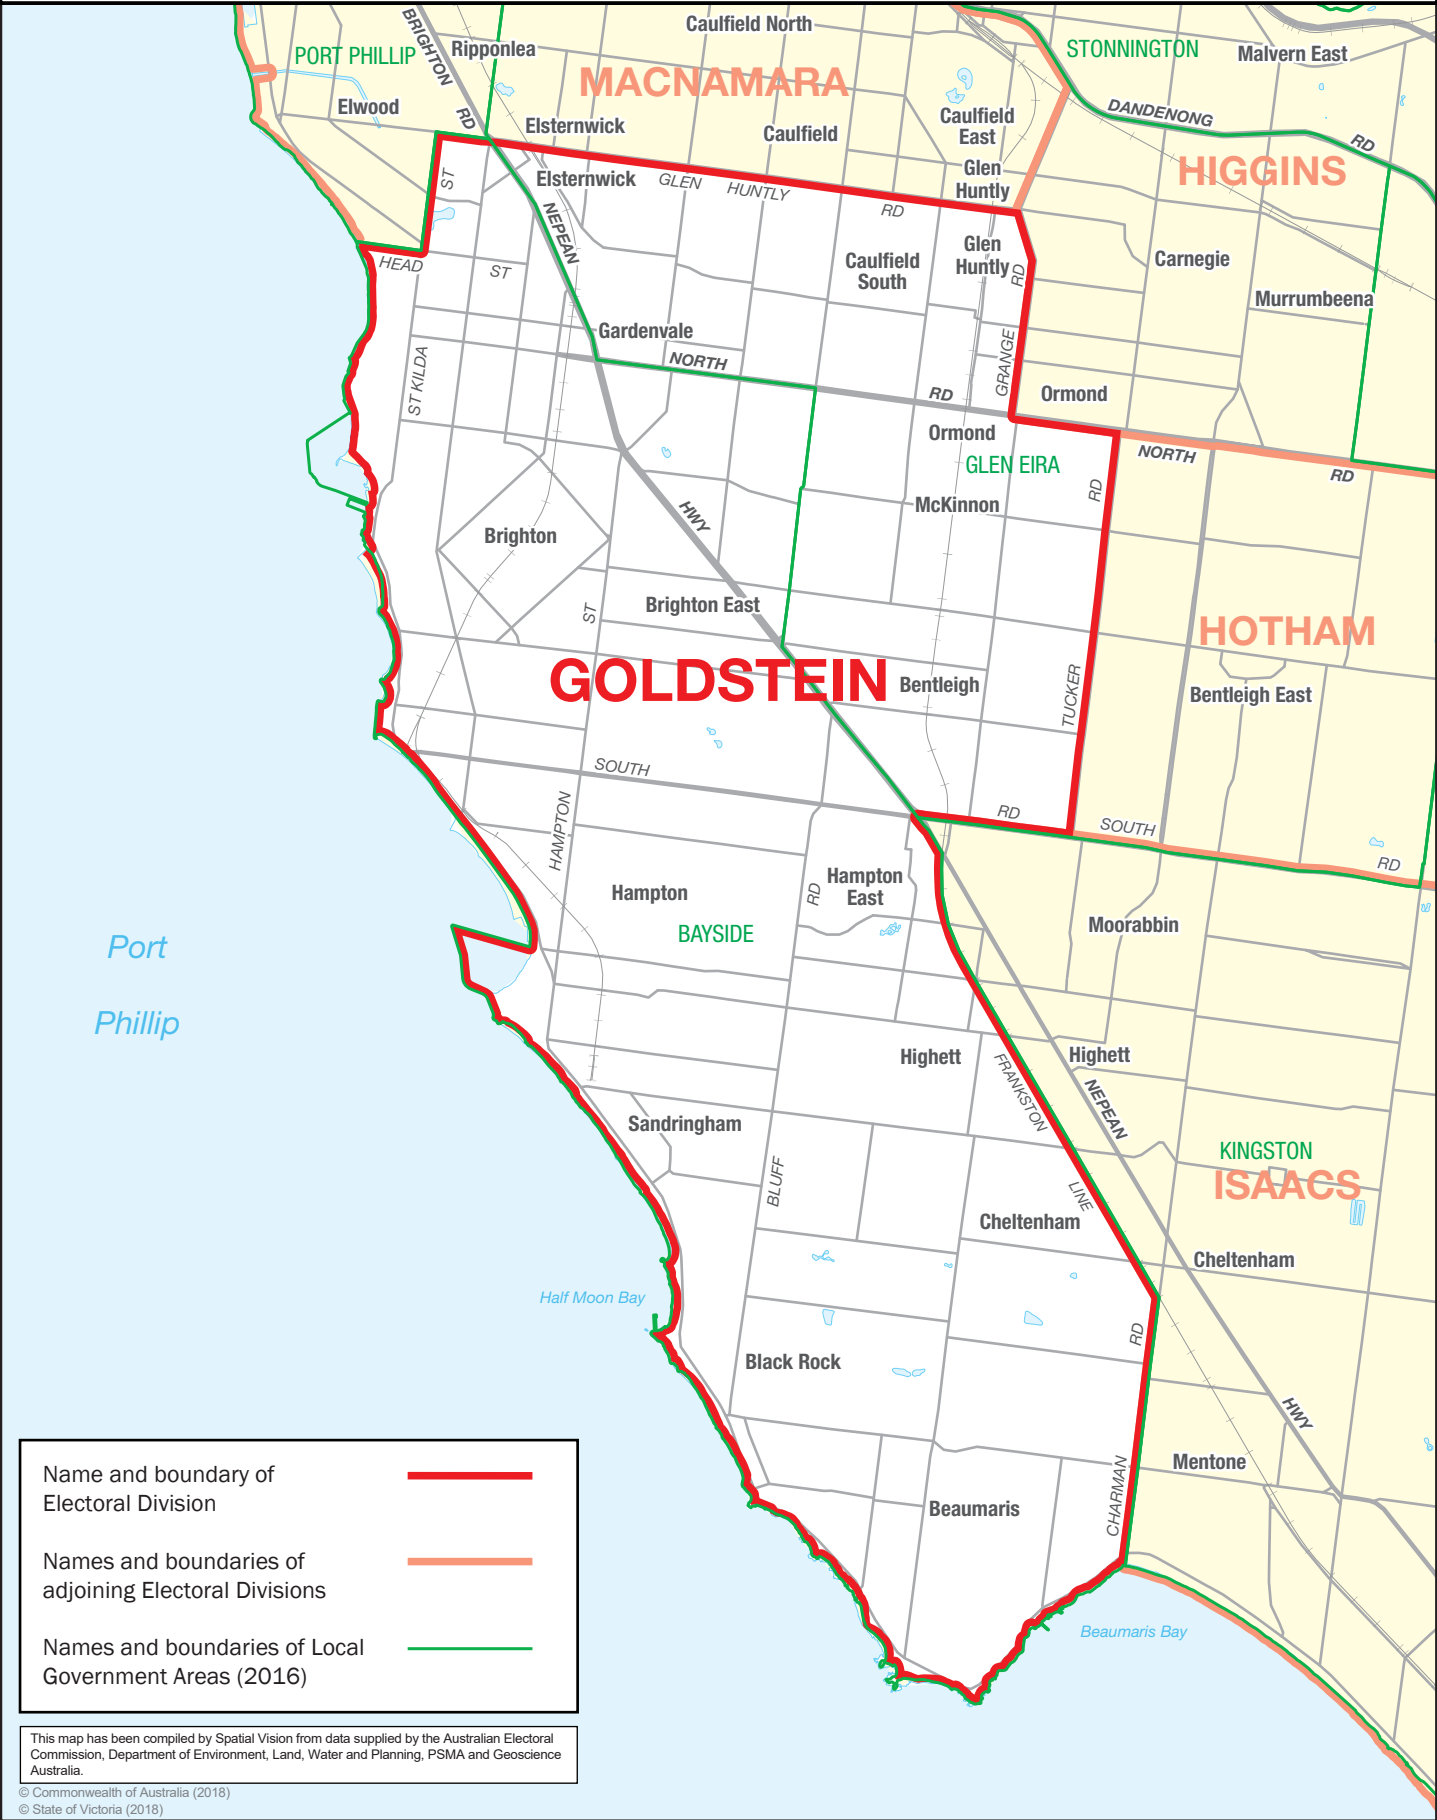 Caulfield North
BRIGHTON
RD
PORT PHILLIP
Ripponlea
STONNINGTON
Malvern East
MACNAMARA
Elwood
DANDENONG
RD
Elsternwick
Caulfield
Caulfield
East
HIGGINS
Glen
Huntly
ST
Elsternwick
GLEN
HUNTLY
RD
NEPEAN
HEAD
ST
Caulfield
South
Glen
Huntly
RD
Carnegie
Murrumbeena
Gardenvale
NORTH
RD
GRANGE
ST KILDA
Ormond
Ormond
GLEN EIRA
NORTH
RD
RD
McKinnon
HWY
Brighton
ST
Brighton East
HOTHAM
GOLDSTEIN
Bentleigh
TUCKER
Bentleigh East
SOUTH
RD
SOUTH
RD
HAMPTON
Hampton
RD
Hampton
East
BAYSIDE
Moorabbin
Port
Phillip
Highett
FRANKSTON
LINE
Highett
NEPEAN
Sandringham
BLUFF
KINGSTON
ISAACS
Cheltenham
Cheltenham
Half Moon Bay
RD
Black Rock
HWY
CHARMAN
Mentone
Beaumaris
Beaumaris Bay
Name and boundary of
Electoral Division
Names and boundaries of
adjoining Electoral Divisions
Names and boundaries of Local
Government Areas (2016)
This map has been compiled by Spatial Vision from data supplied by the Australian Electoral
Commission, Department of Environment, Land, Water and Planning, PSMA and Geoscience
Australia.
© Commonwealth of Australia (2018)
© State of Victoria (2018)